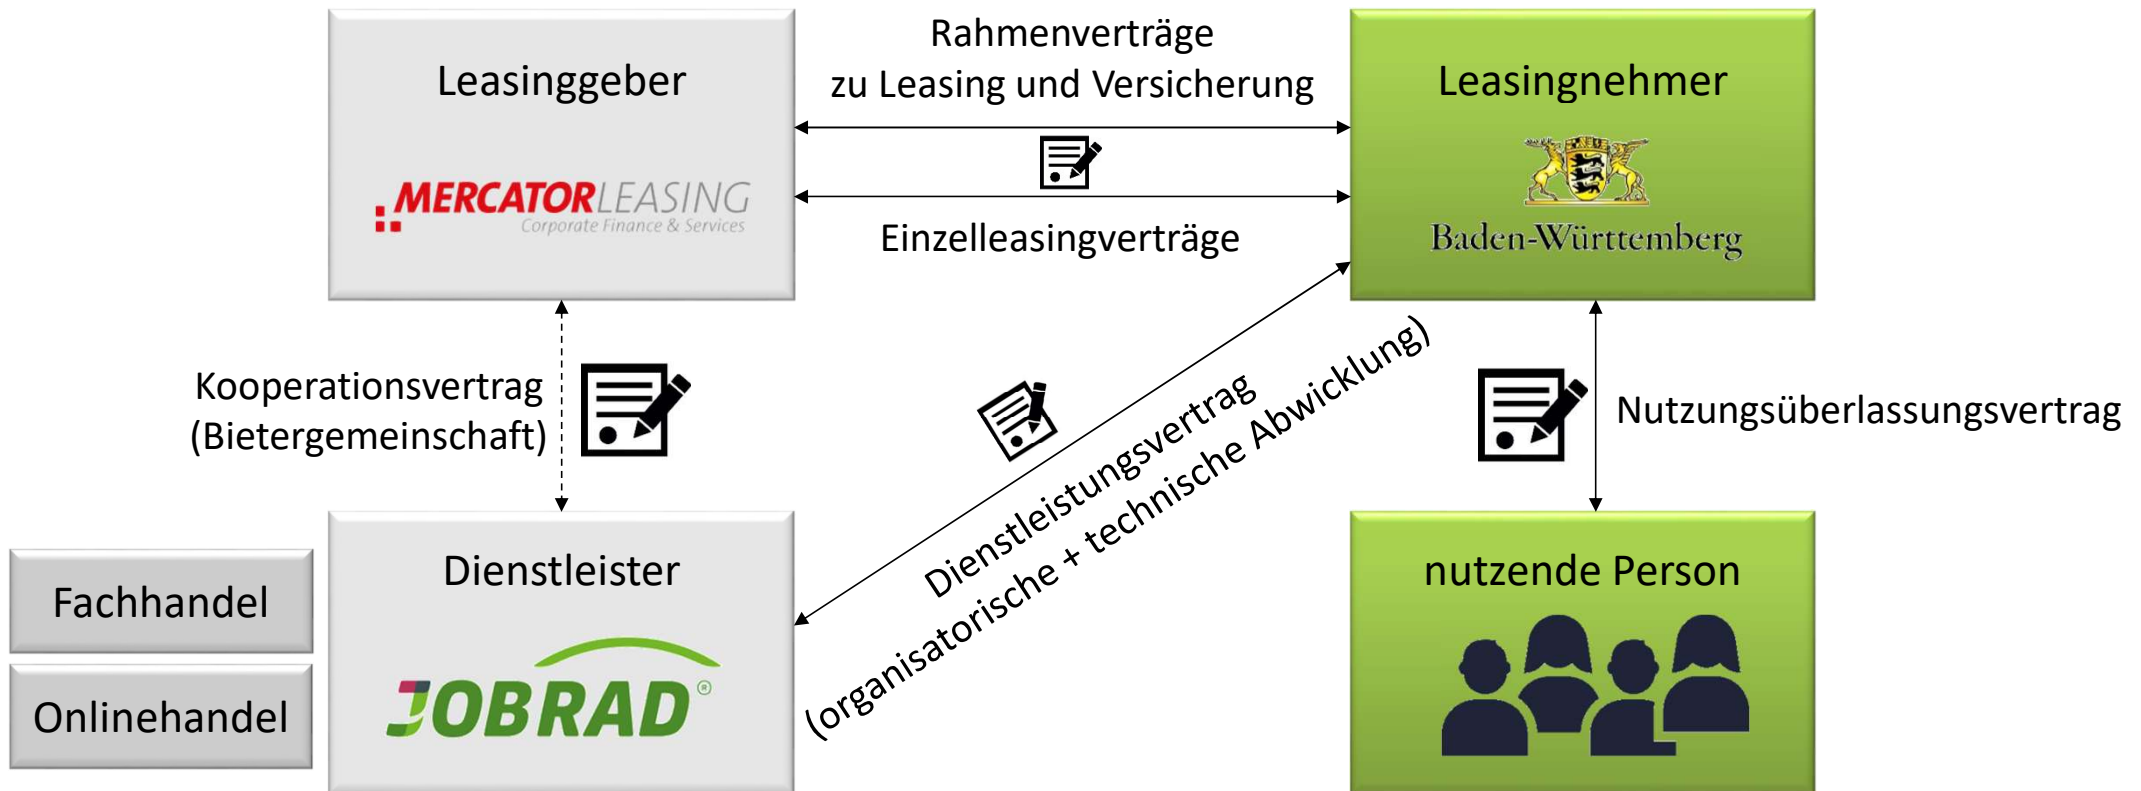 Leasinggeber
MERCATORLEASING
Corporate Finance & Services
Rahmenverträge
zu Leasing und Versicherung
Einzelleasingverträge
Leasingnehmer
Baden-Württemberg
Kooperationsvertrag
(Bietergemeinschaft)
Dienstleistungsvertrag
(organisatorische + technische Abwicklung)
Nutzungsüberlassungsvertrag
Fachhandel
Onlinehandel
Dienstleister
JOBRAD®
nutzende Person